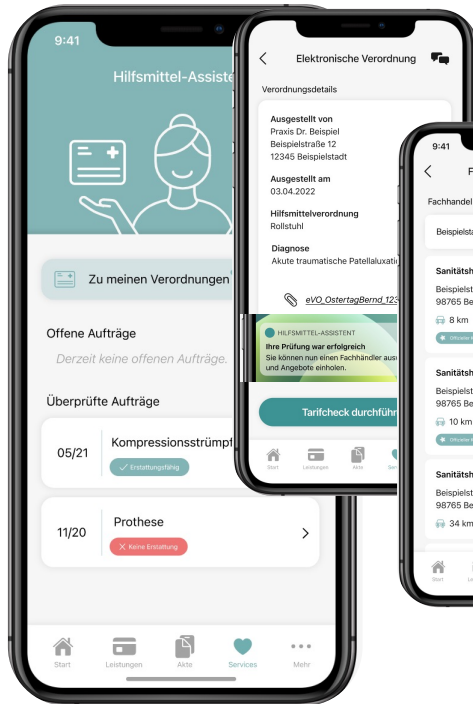 9:41
Hilfsmittel-Assiste
Zu meinen Verordnungen
Offene Aufträge
Derzeit keine offenen Aufträge.
Überprüfte Aufträge
05/21
Kompressionsstrümpf
Erstattungsfähig
11/20
Prothese
Keine Erstattung
Start
Leistungen
Akte
Services
Mehr
Elektronische Verordnung
Verordnungsdetails
Ausgestellt von
Praxis Dr. Beispiel
Beispielstraße 12
12345 Beispielstadt
Ausgestellt am
03.04.2022
Hilfsmittelverordnung
Rollstuhl
Diagnose
Akute traumatische Patellaluxati
eVO_OstertagBernd_123
HILFSMITTEL-ASSISTENT
Ihre Prüfung war erfolgreich
Sie können nun einen Fachhändler aus
und Angebote einholen.
Tarifcheck durchführ
Start
Leistungen
Akte
Ser
9:41
F
Fachhandel
Beispielsta
Sanitätsh
Beispielst
98765 Be
8 km
Sanitätsh
Beispielst
98765 Be
10 km
Sanitätsh
Beispielst
98765 Be
34 km
Start
Lei